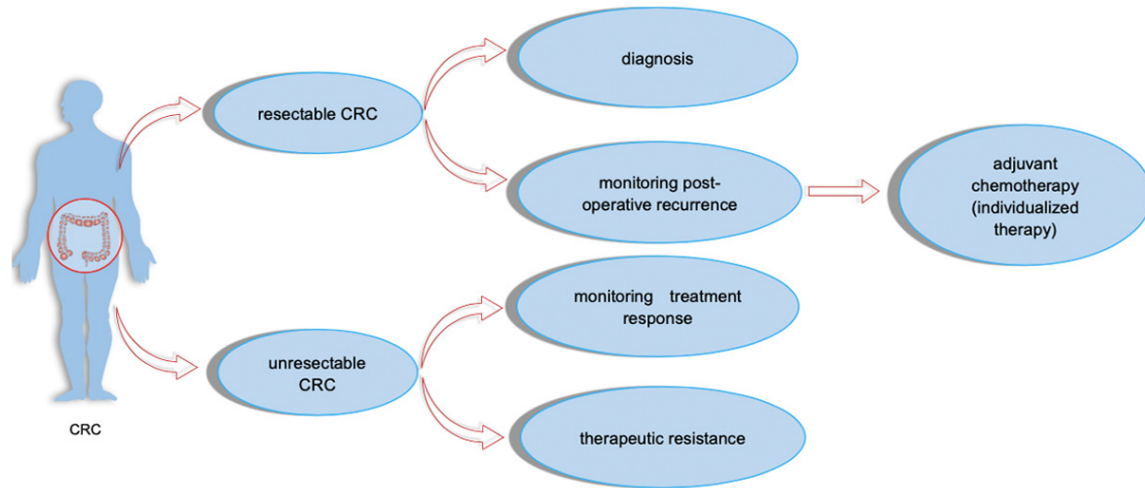 diagnosis
resectable CRC
monitoring post-
operative recurrence
adjuvant
chemotherapy
(individualized
therapy)
monitoring treatment
response
unresectable
CRC
therapeutic resistance
CRC